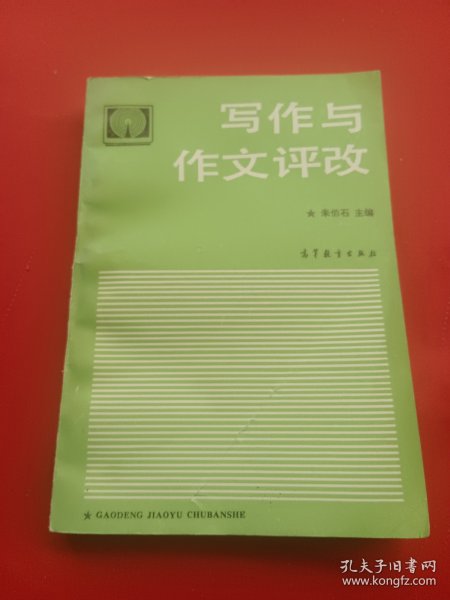 写作与
作文评改
★ 朱伯石 主编
高等教育出版社
★ GAODENG JIAOYU CHUBANSHE
孔夫子旧书网
www.kongfz.com